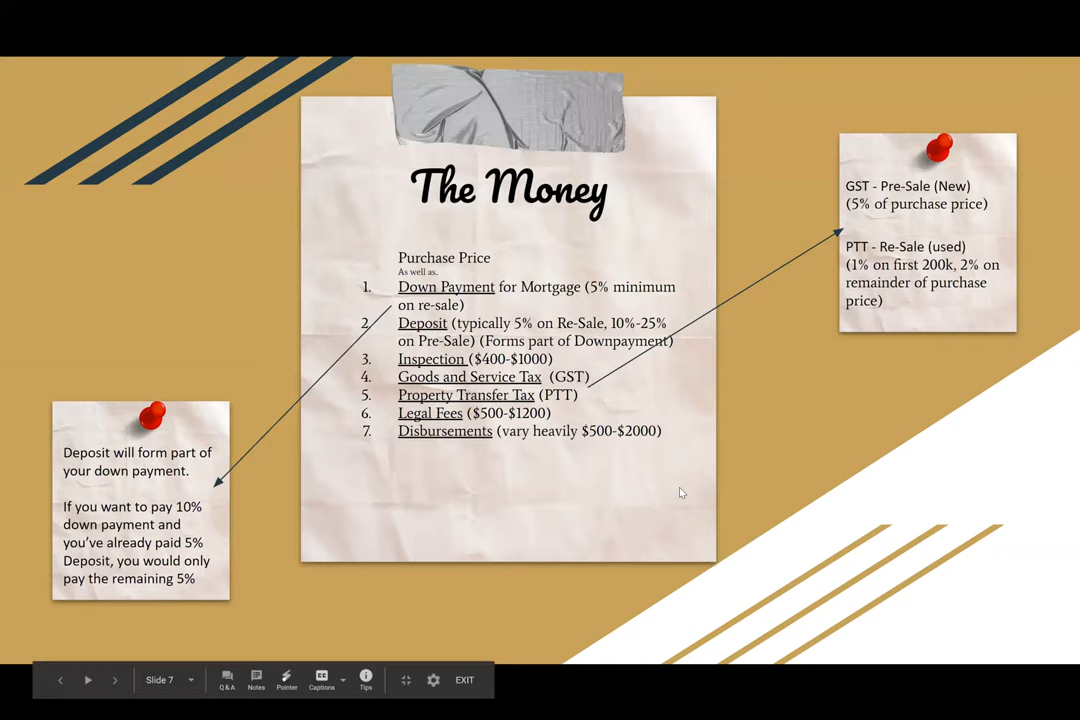 The Money
Purchase Price
As well as.
1. Down Payment for Mortgage (5% minimum
on re-sale)
2. Deposit (typically 5% on Re-Sale, 10%-25%
on Pre-Sale) (Forms part of Downpayment)
3. Inspection ($400-$1000)
4. Goods and Service Tax (GST)
5. Property Transfer Tax (PTT)
6. Legal Fees ($500-$1200)
7. Disbursements (vary heavily $500-$2000)
GST - Pre-Sale (New)
(5% of purchase price)
PTT - Re-Sale (used)
(1% on first 200k, 2% on
remainder of purchase
price)
Deposit will form part of
your down payment.
If you want to pay 10%
down payment and
you’ve already paid 5%
Deposit, you would only
pay the remaining 5%
Slide 7
Q & A
Notes
Pointer
CC
Captions
Tips
EXIT